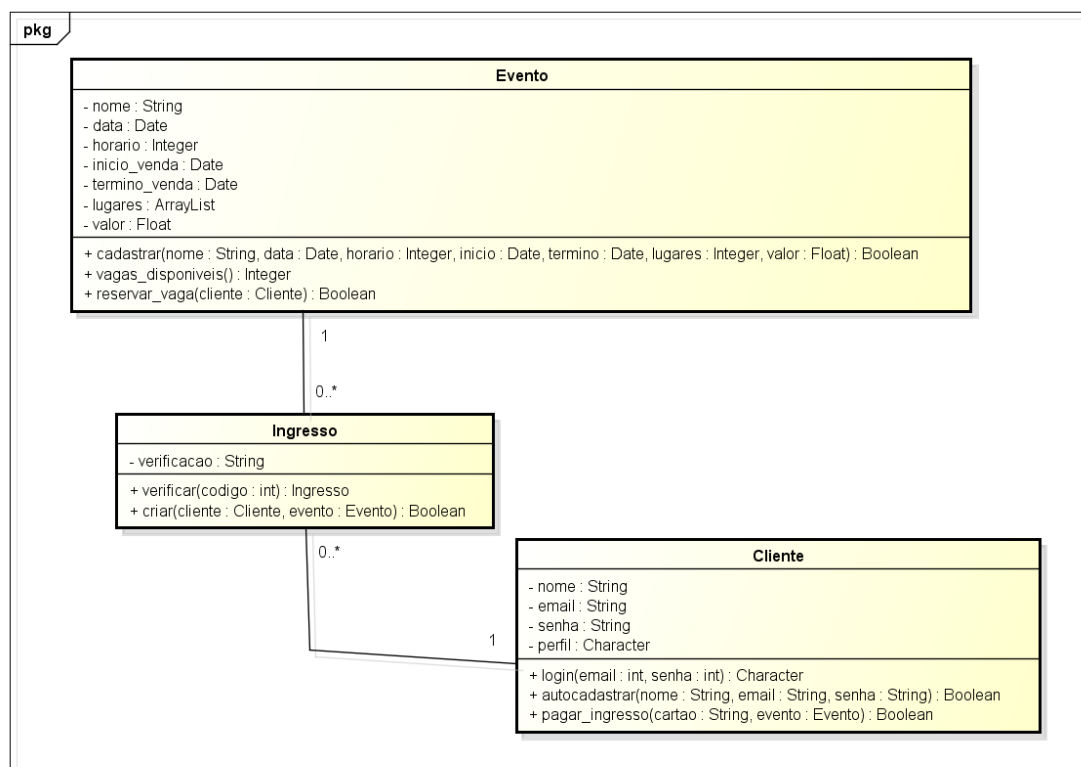 pkg
Evento
- nome : String
- data : Date
- horario : Integer
- inicio_venda : Date
- termino_venda : Date
- lugares : ArrayList
- valor : Float
+ cadastrar(nome : String, data : Date, horario : Integer, inicio : Date, termino : Date, lugares : Integer, valor : Float) : Boolean
+ vagas_disponiveis() : Integer
+ reservar_vaga(cliente : Cliente) : Boolean
1
0..*
Ingresso
- verificacao : String
+ verificar(codigo : int) : Ingresso
+ criar(cliente : Cliente, evento : Evento) : Boolean
0..*
1
Cliente
- nome : String
- email : String
- senha : String
- perfil : Character
+ login(email : int, senha : int) : Character
+ autocadastrar(nome : String, email : String, senha : String) : Boolean
+ pagar_ingresso(cartao : String, evento : Evento) : Boolean